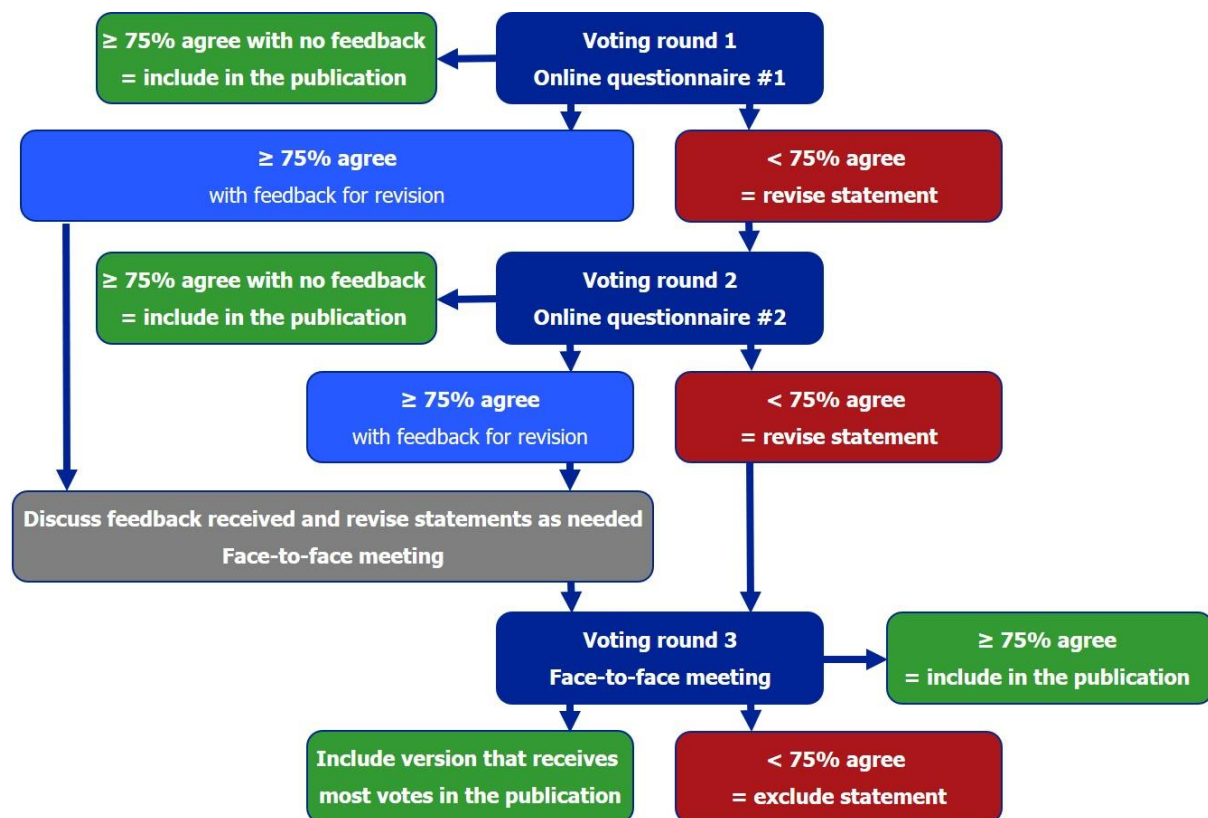 ≥ 75% agree with no feedback
= include in the publication
Voting round 1
Online questionnaire #1
≥ 75% agree
with feedback for revision
< 75% agree
= revise statement
≥ 75% agree with no feedback
= include in the publication
Voting round 2
Online questionnaire #2
≥ 75% agree
with feedback for revision
< 75% agree
= revise statement
Discuss feedback received and revise statements as needed
Face-to-face meeting
Voting round 3
Face-to-face meeting
≥ 75% agree
= include in the publication
Include version that receives
most votes in the publication
< 75% agree
= exclude statement